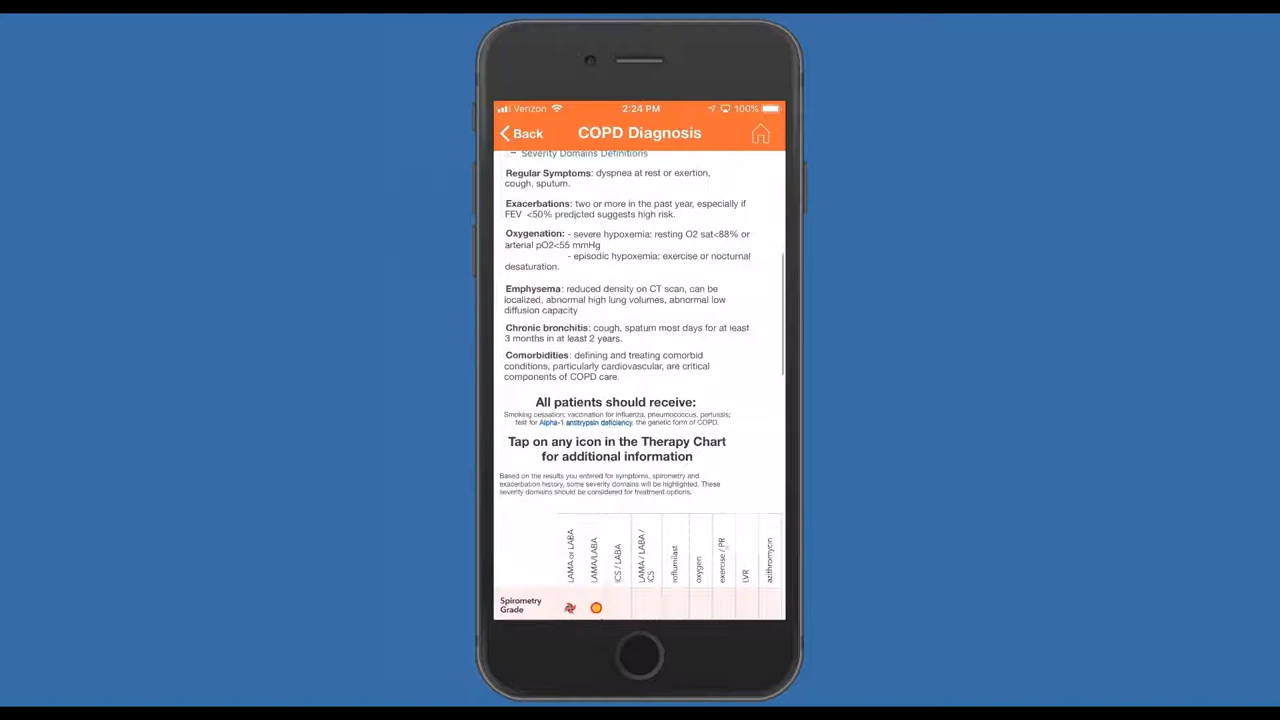 Verizon 2:24 PM 100%
Back COPD Diagnosis
– Severity Domains Definitions
Regular Symptoms: dyspnea at rest or exertion,
cough, sputum.
Exacerbations: two or more in the past year, especially if
FEV <50% predicted suggests high risk.
Oxygenation: - severe hypoxemia: resting O2 sat<88% or
arterial pO2<55 mmHg
- episodic hypoxemia: exercise or nocturnal
desaturation.
Emphysema: reduced density on CT scan, can be
localized, abnormal high lung volumes, abnormal low
diffusion capacity
Chronic bronchitis: cough, spatum most days for at least
3 months in at least 2 years.
Comorbidities: defining and treating comorbid
conditions, particularly cardiovascular, are critical
components of COPD care.
All patients should receive:
Smoking cessation; vaccination for influenza, pneumococcus, pertussis;
test for Alpha-1 antitrypsin deficiency, the genetic form of COPD.
Tap on any icon in the Therapy Chart
for additional information
Based on the results you entered for symptoms, spirometry and
exacerbation history, some severity domains will be highlighted. These
severity domains should be considered for treatment options.
LAMA or LABA
LAMA/LABA
ICS / LABA
LAMA / LABA /
ICS
roflumilast
oxygen
exercise / PR
LVR
azithromycin
Spirometry
Grade